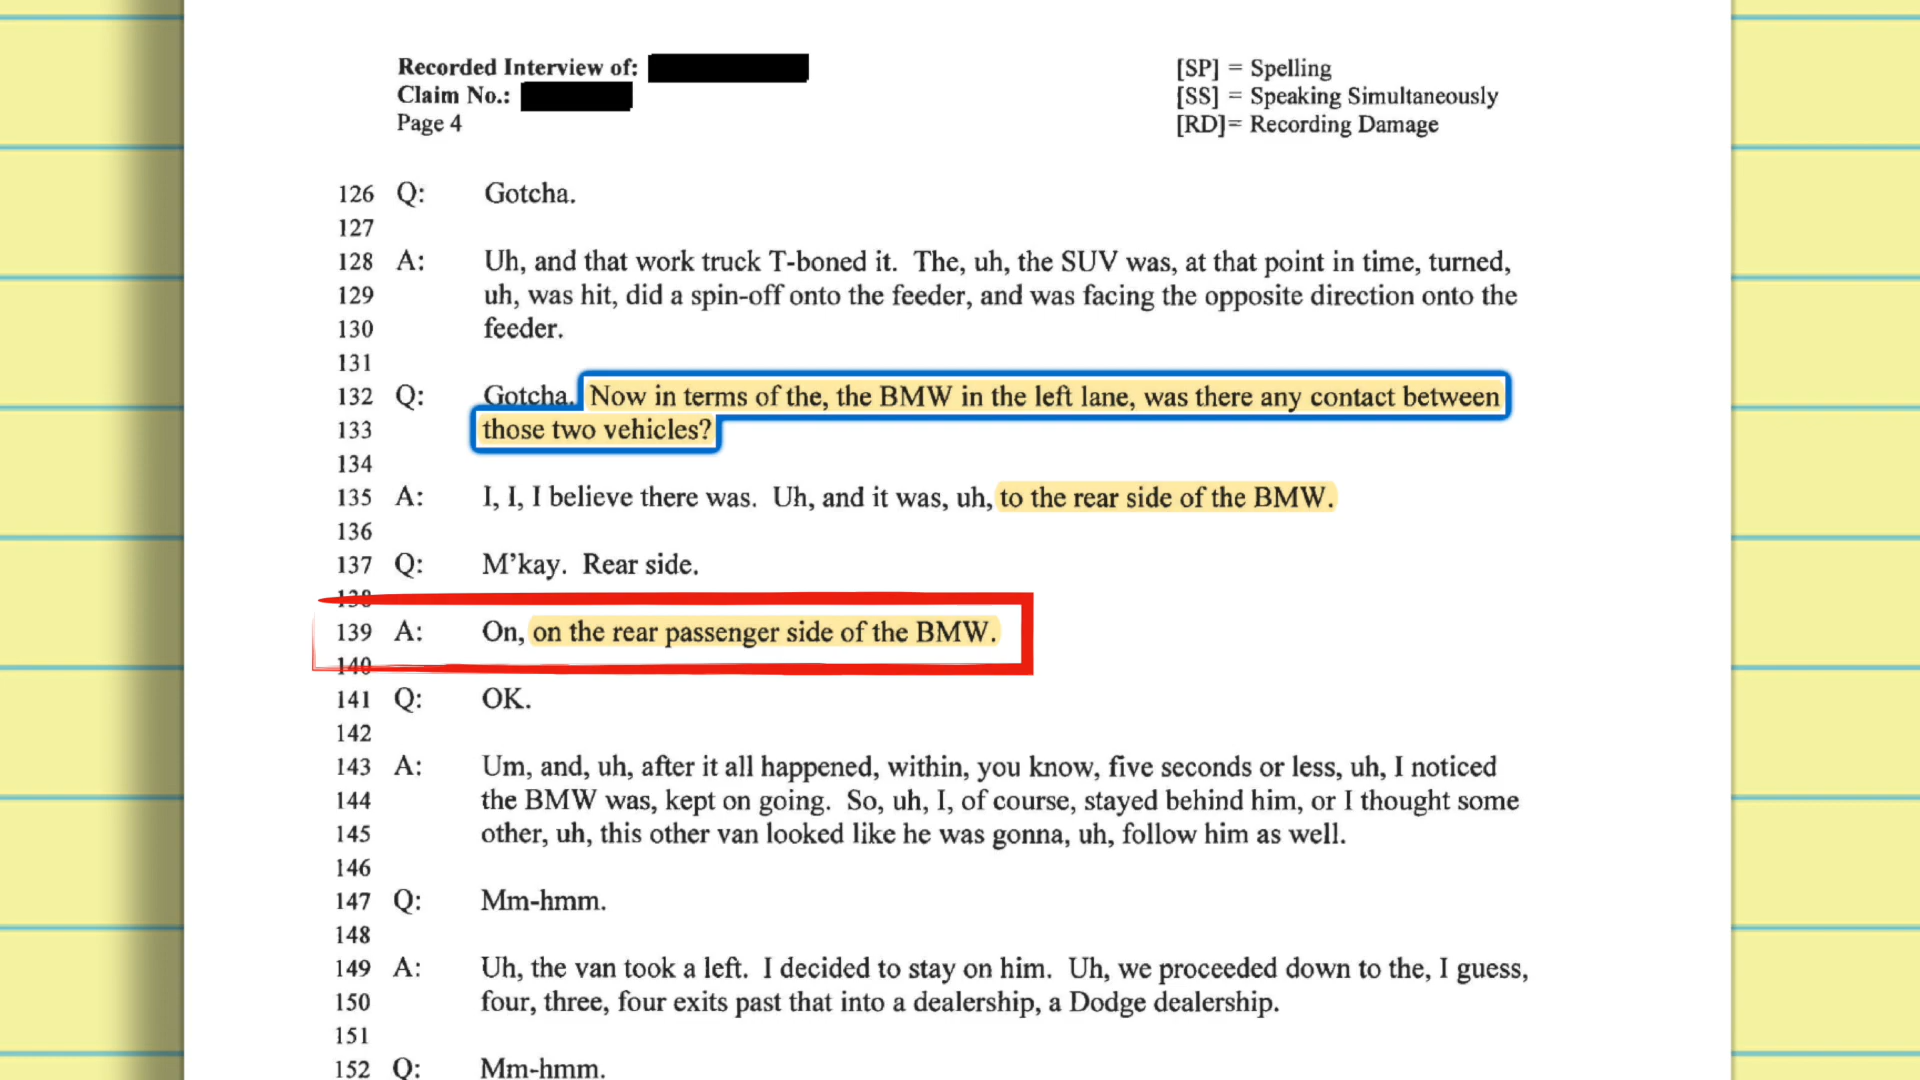 Recorded Interview of:
Claim No.:
Page 4
[SP] = Spelling
[SS] = Speaking Simultaneously
[RD]= Recording Damage
126 Q: Gotcha.
127
128 A: Uh, and that work truck T-boned it. The, uh, the SUV was, at that point in time, turned,
129 uh, was hit, did a spin-off onto the feeder, and was facing the opposite direction onto the
130 feeder.
131
132 Q: Gotcha. Now in terms of the, the BMW in the left lane, was there any contact between
133 those two vehicles?
134
135 A: I, I, I believe there was. Uh, and it was, uh, to the rear side of the BMW.
136
137 Q: M'kay. Rear side.
138
139 A: On, on the rear passenger side of the BMW.
140
141 Q: OK.
142
143 A: Um, and, uh, after it all happened, within, you know, five seconds or less, uh, I noticed
144 the BMW was, kept on going. So, uh, I, of course, stayed behind him, or I thought some
145 other, uh, this other van looked like he was gonna, uh, follow him as well.
146
147 Q: Mm-hmm.
148
149 A: Uh, the van took a left. I decided to stay on him. Uh, we proceeded down to the, I guess,
150 four, three, four exits past that into a dealership, a Dodge dealership.
151
152 Q: Mm-hmm.